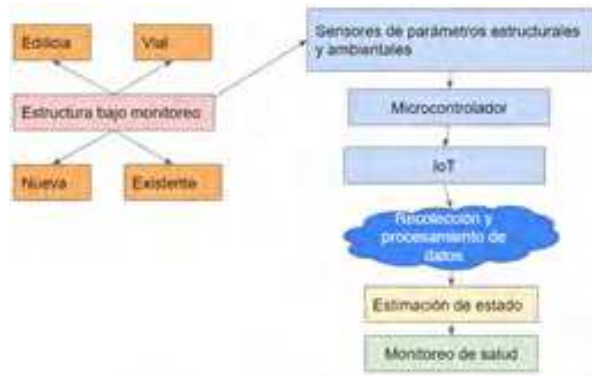 Edilicia
Vial
Estructura bajo monitoreo
Nueva
Existente
Sensores de parámetros estructurales
y ambientales
Microcontrolador
IoT
Recolección y
procesamiento de
datos
Estimación de estado
Monitoreo de salud